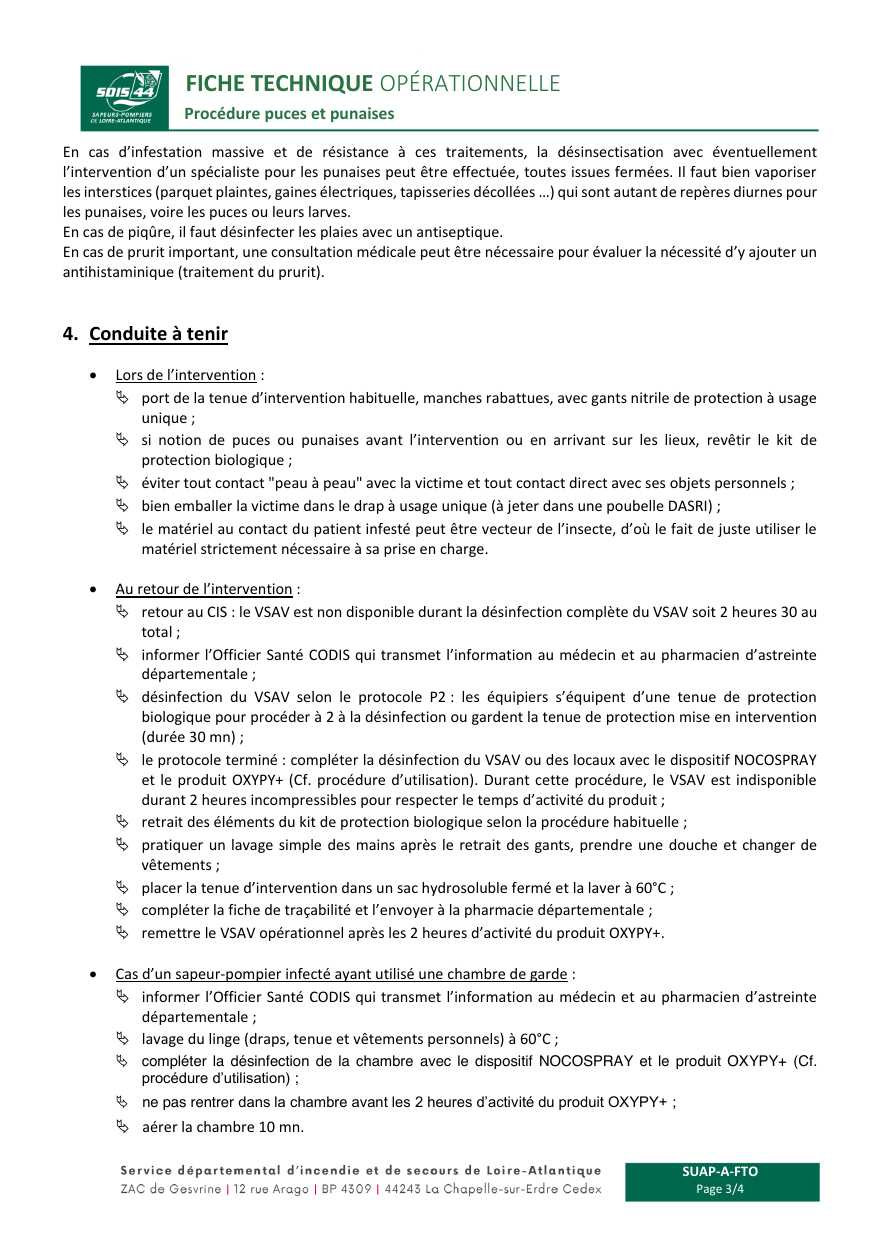 SDIS 44
SAPEURS-POMPIERS
DE LOIRE-ATLANTIQUE
FICHE TECHNIQUE OPÉRATIONNELLE
Procédure puces et punaises
En cas d’infestation massive et de résistance à ces traitements, la désinsectisation avec éventuellement
l’intervention d’un spécialiste pour les punaises peut être effectuée, toutes issues fermées. Il faut bien vaporiser
les interstices (parquet plaintes, gaines électriques, tapisseries décollées …) qui sont autant de repères diurnes pour
les punaises, voire les puces ou leurs larves.
En cas de piqûre, il faut désinfecter les plaies avec un antiseptique.
En cas de prurit important, une consultation médicale peut être nécessaire pour évaluer la nécessité d’y ajouter un
antihistaminique (traitement du prurit).
4. Conduite à tenir
• Lors de l’intervention :
port de la tenue d’intervention habituelle, manches rabattues, avec gants nitrile de protection à usage
unique ;
si notion de puces ou punaises avant l’intervention ou en arrivant sur les lieux, revêtir le kit de
protection biologique ;
éviter tout contact "peau à peau" avec la victime et tout contact direct avec ses objets personnels ;
bien emballer la victime dans le drap à usage unique (à jeter dans une poubelle DASRI) ;
le matériel au contact du patient infesté peut être vecteur de l’insecte, d’où le fait de juste utiliser le
matériel strictement nécessaire à sa prise en charge.
• Au retour de l’intervention :
retour au CIS : le VSAV est non disponible durant la désinfection complète du VSAV soit 2 heures 30 au
total ;
informer l’Officier Santé CODIS qui transmet l’information au médecin et au pharmacien d’astreinte
départementale ;
désinfection du VSAV selon le protocole P2 : les équipiers s’équipent d’une tenue de protection
biologique pour procéder à 2 à la désinfection ou gardent la tenue de protection mise en intervention
(durée 30 mn) ;
le protocole terminé : compléter la désinfection du VSAV ou des locaux avec le dispositif NOCOSPRAY
et le produit OXYPY+ (Cf. procédure d’utilisation). Durant cette procédure, le VSAV est indisponible
durant 2 heures incompressibles pour respecter le temps d’activité du produit ;
retrait des éléments du kit de protection biologique selon la procédure habituelle ;
pratiquer un lavage simple des mains après le retrait des gants, prendre une douche et changer de
vêtements ;
placer la tenue d’intervention dans un sac hydrosoluble fermé et la laver à 60°C ;
compléter la fiche de traçabilité et l’envoyer à la pharmacie départementale ;
remettre le VSAV opérationnel après les 2 heures d’activité du produit OXYPY+.
• Cas d’un sapeur-pompier infecté ayant utilisé une chambre de garde :
informer l’Officier Santé CODIS qui transmet l’information au médecin et au pharmacien d’astreinte
départementale ;
lavage du linge (draps, tenue et vêtements personnels) à 60°C ;
compléter la désinfection de la chambre avec le dispositif NOCOSPRAY et le produit OXYPY+ (Cf.
procédure d’utilisation) ;
ne pas rentrer dans la chambre avant les 2 heures d’activité du produit OXYPY+ ;
aérer la chambre 10 mn.
Service départemental d’incendie et de secours de Loire-Atlantique
ZAC de Gesvrine | 12 rue Arago | BP 4309 | 44243 La Chapelle-sur-Erdre Cedex
SUAP-A-FTO
Page 3/4